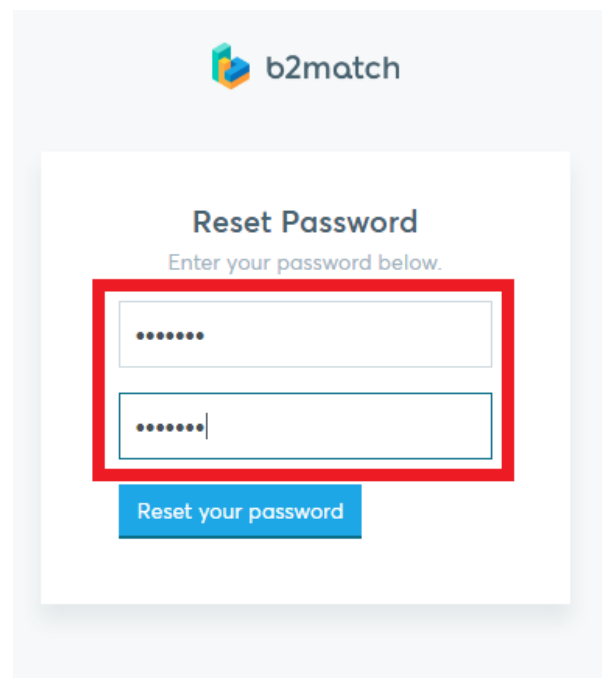 b2match
Reset Password
Enter your password below.
•••••••
•••••••
Reset your password